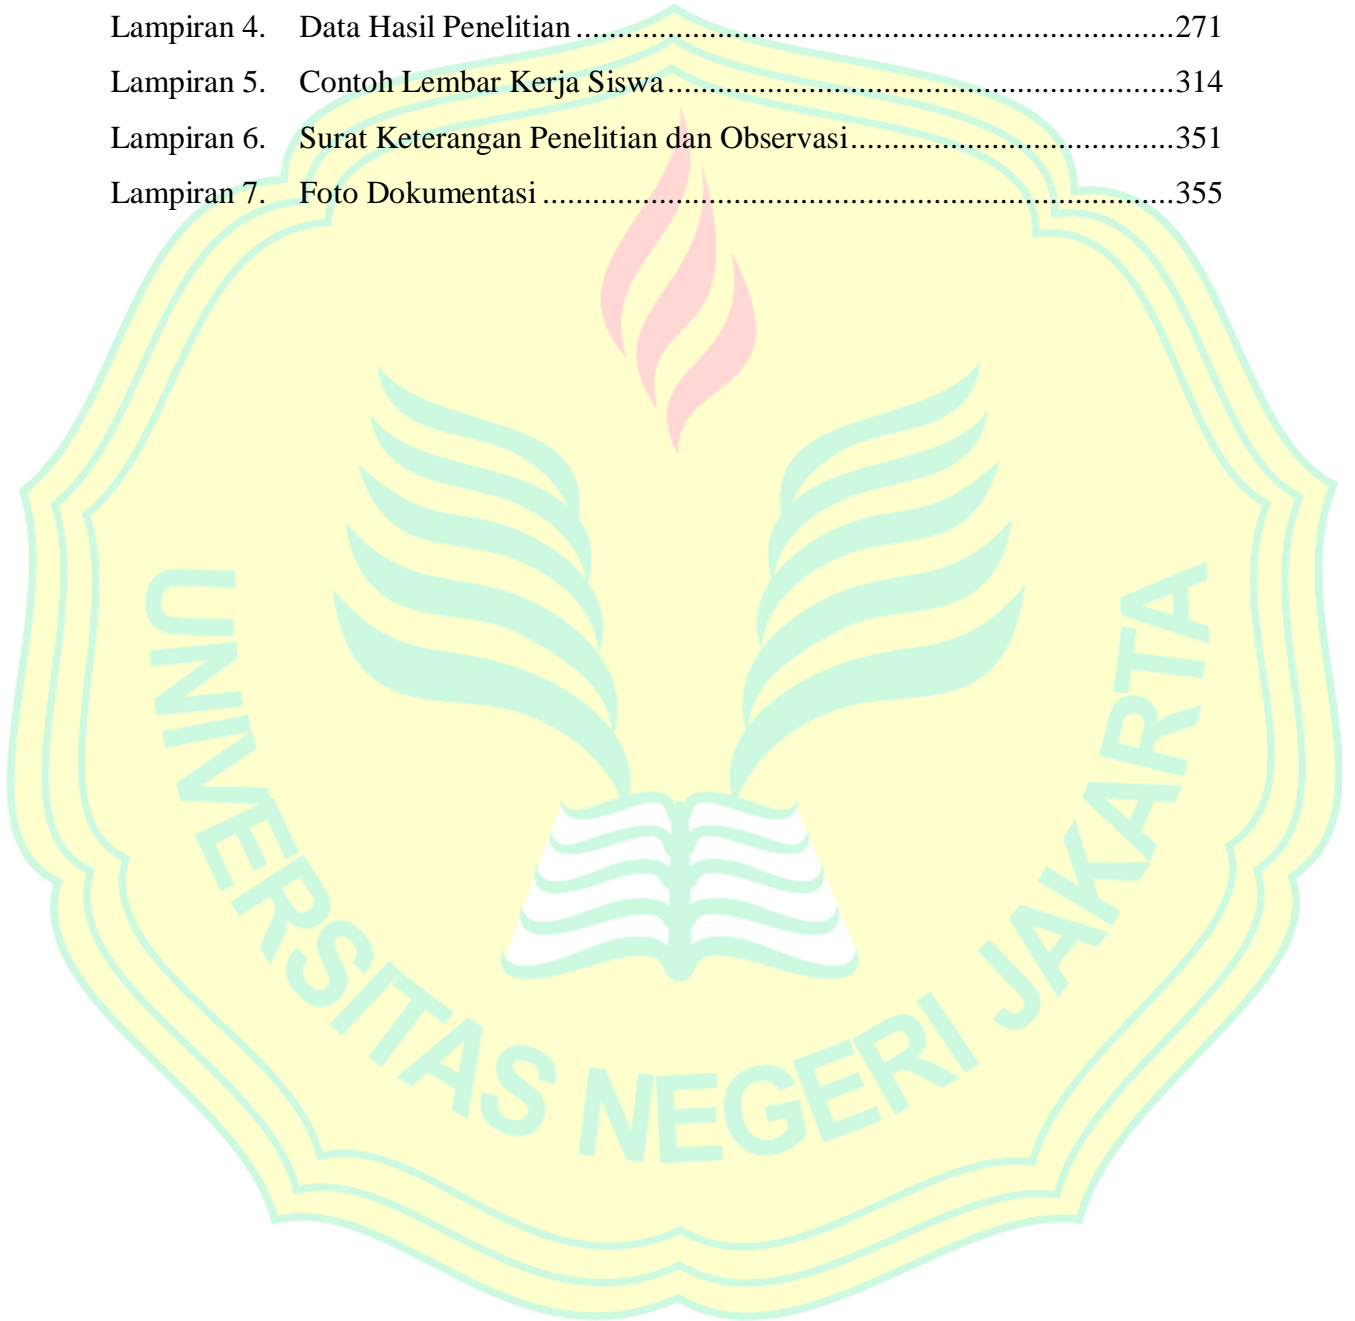 Lampiran 4. Data Hasil Penelitian ........................................................................... 271
Lampiran 5. Contoh Lembar Kerja Siswa ................................................................ 314
Lampiran 6. Surat Keterangan Penelitian dan Observasi ......................................... 351
Lampiran 7. Foto Dokumentasi ............................................................................... 355
UNIVERSITAS NEGERI JAKARTA